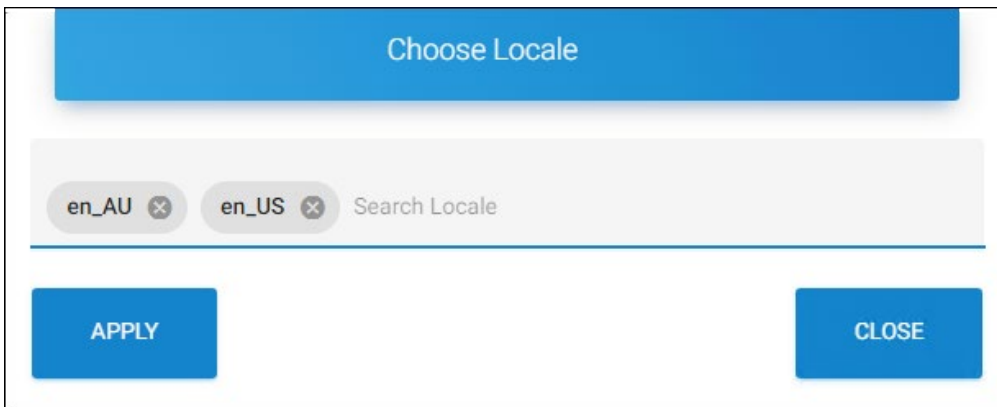 Choose Locale
en_AU en_US Search Locale
APPLY CLOSE